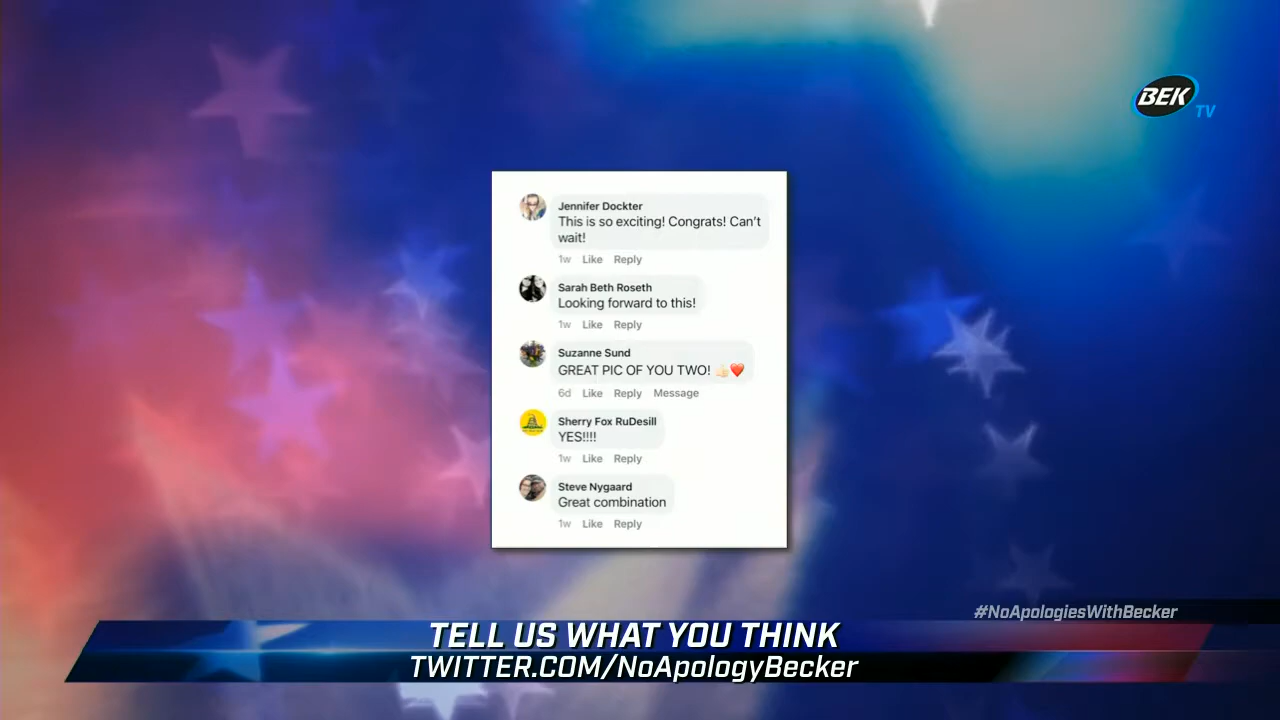 BEK TV
Jennifer Dockter
This is so exciting! Congrats! Can't
wait!
1w Like Reply
Sarah Beth Roseth
Looking forward to this!
1w Like Reply
Suzanne Sund
GREAT PIC OF YOU TWO! 👍🏻❤️
6d Like Reply Message
Sherry Fox RuDesill
YES!!!!
1w Like Reply
Steve Nygaard
Great combination
1w Like Reply
#NoApologiesWithBecker
TELL US WHAT YOU THINK
TWITTER.COM/NoApologyBecker